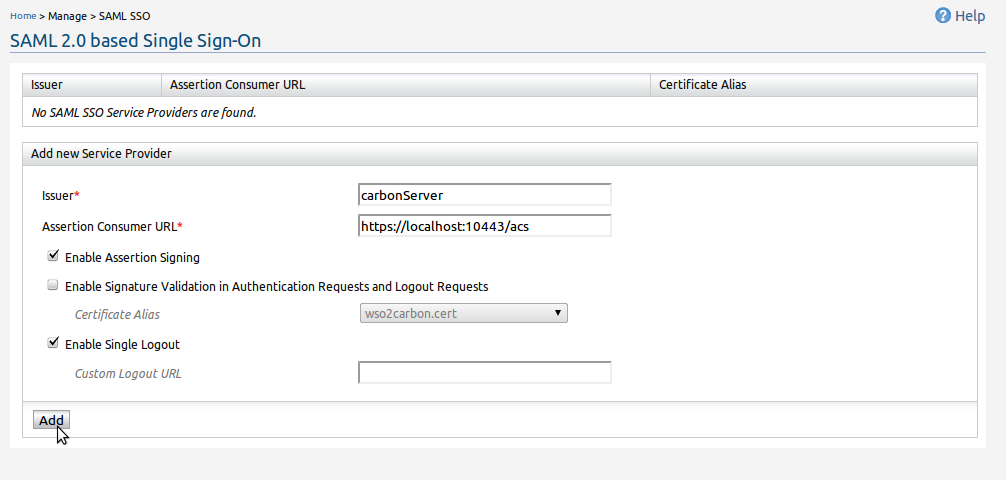 Home > Manage > SAML SSO
Help
SAML 2.0 based Single Sign-On
Issuer Assertion Consumer URL Certificate Alias
No SAML SSO Service Providers are found.
Add new Service Provider
Issuer* carbonServer
Assertion Consumer URL* https://localhost:10443/acs
Enable Assertion Signing
Enable Signature Validation in Authentication Requests and Logout Requests
Certificate Alias wso2carbon.cert
Enable Single Logout
Custom Logout URL
Add